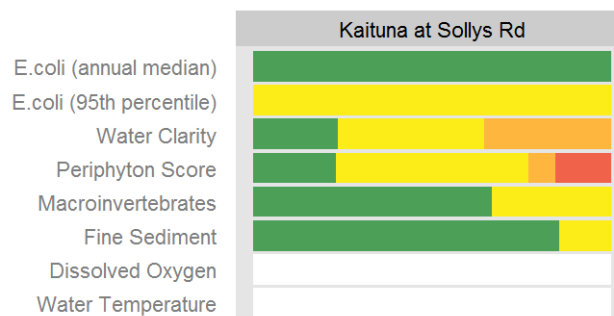 Kaituna at Sollys Rd
E.coli (annual median)
E.coli (95th percentile)
Water Clarity
Periphyton Score
Macroinvertebrates
Fine Sediment
Dissolved Oxygen
Water Temperature